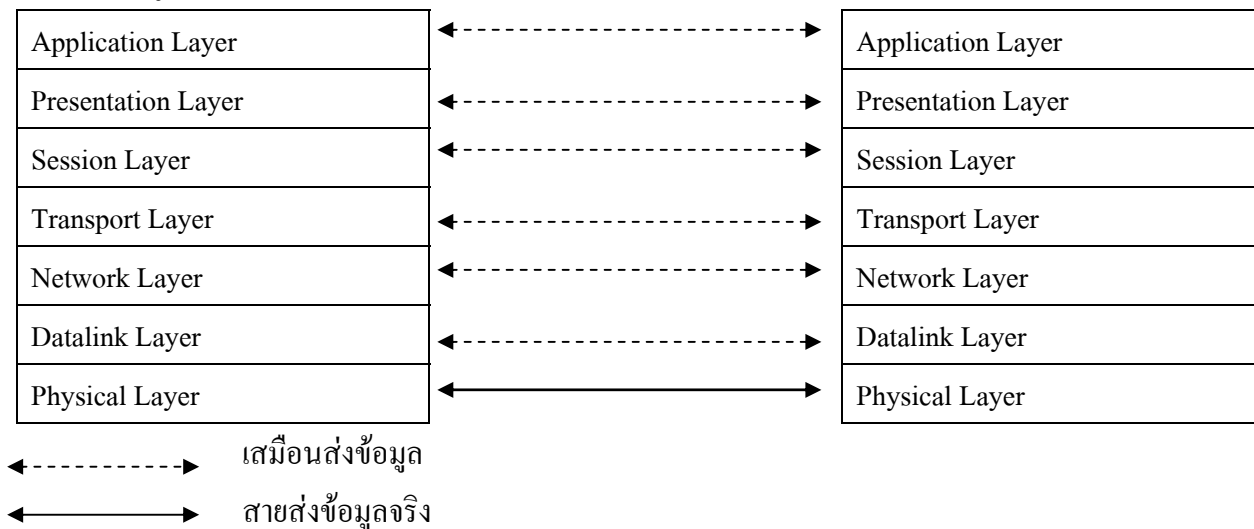 Application Layer Application Layer
Presentation Layer Presentation Layer
Session Layer Session Layer
Transport Layer Transport Layer
Network Layer Network Layer
Datalink Layer Datalink Layer
Physical Layer Physical Layer
เสมือนส่งข้อมูล
สายส่งข้อมูลจริง